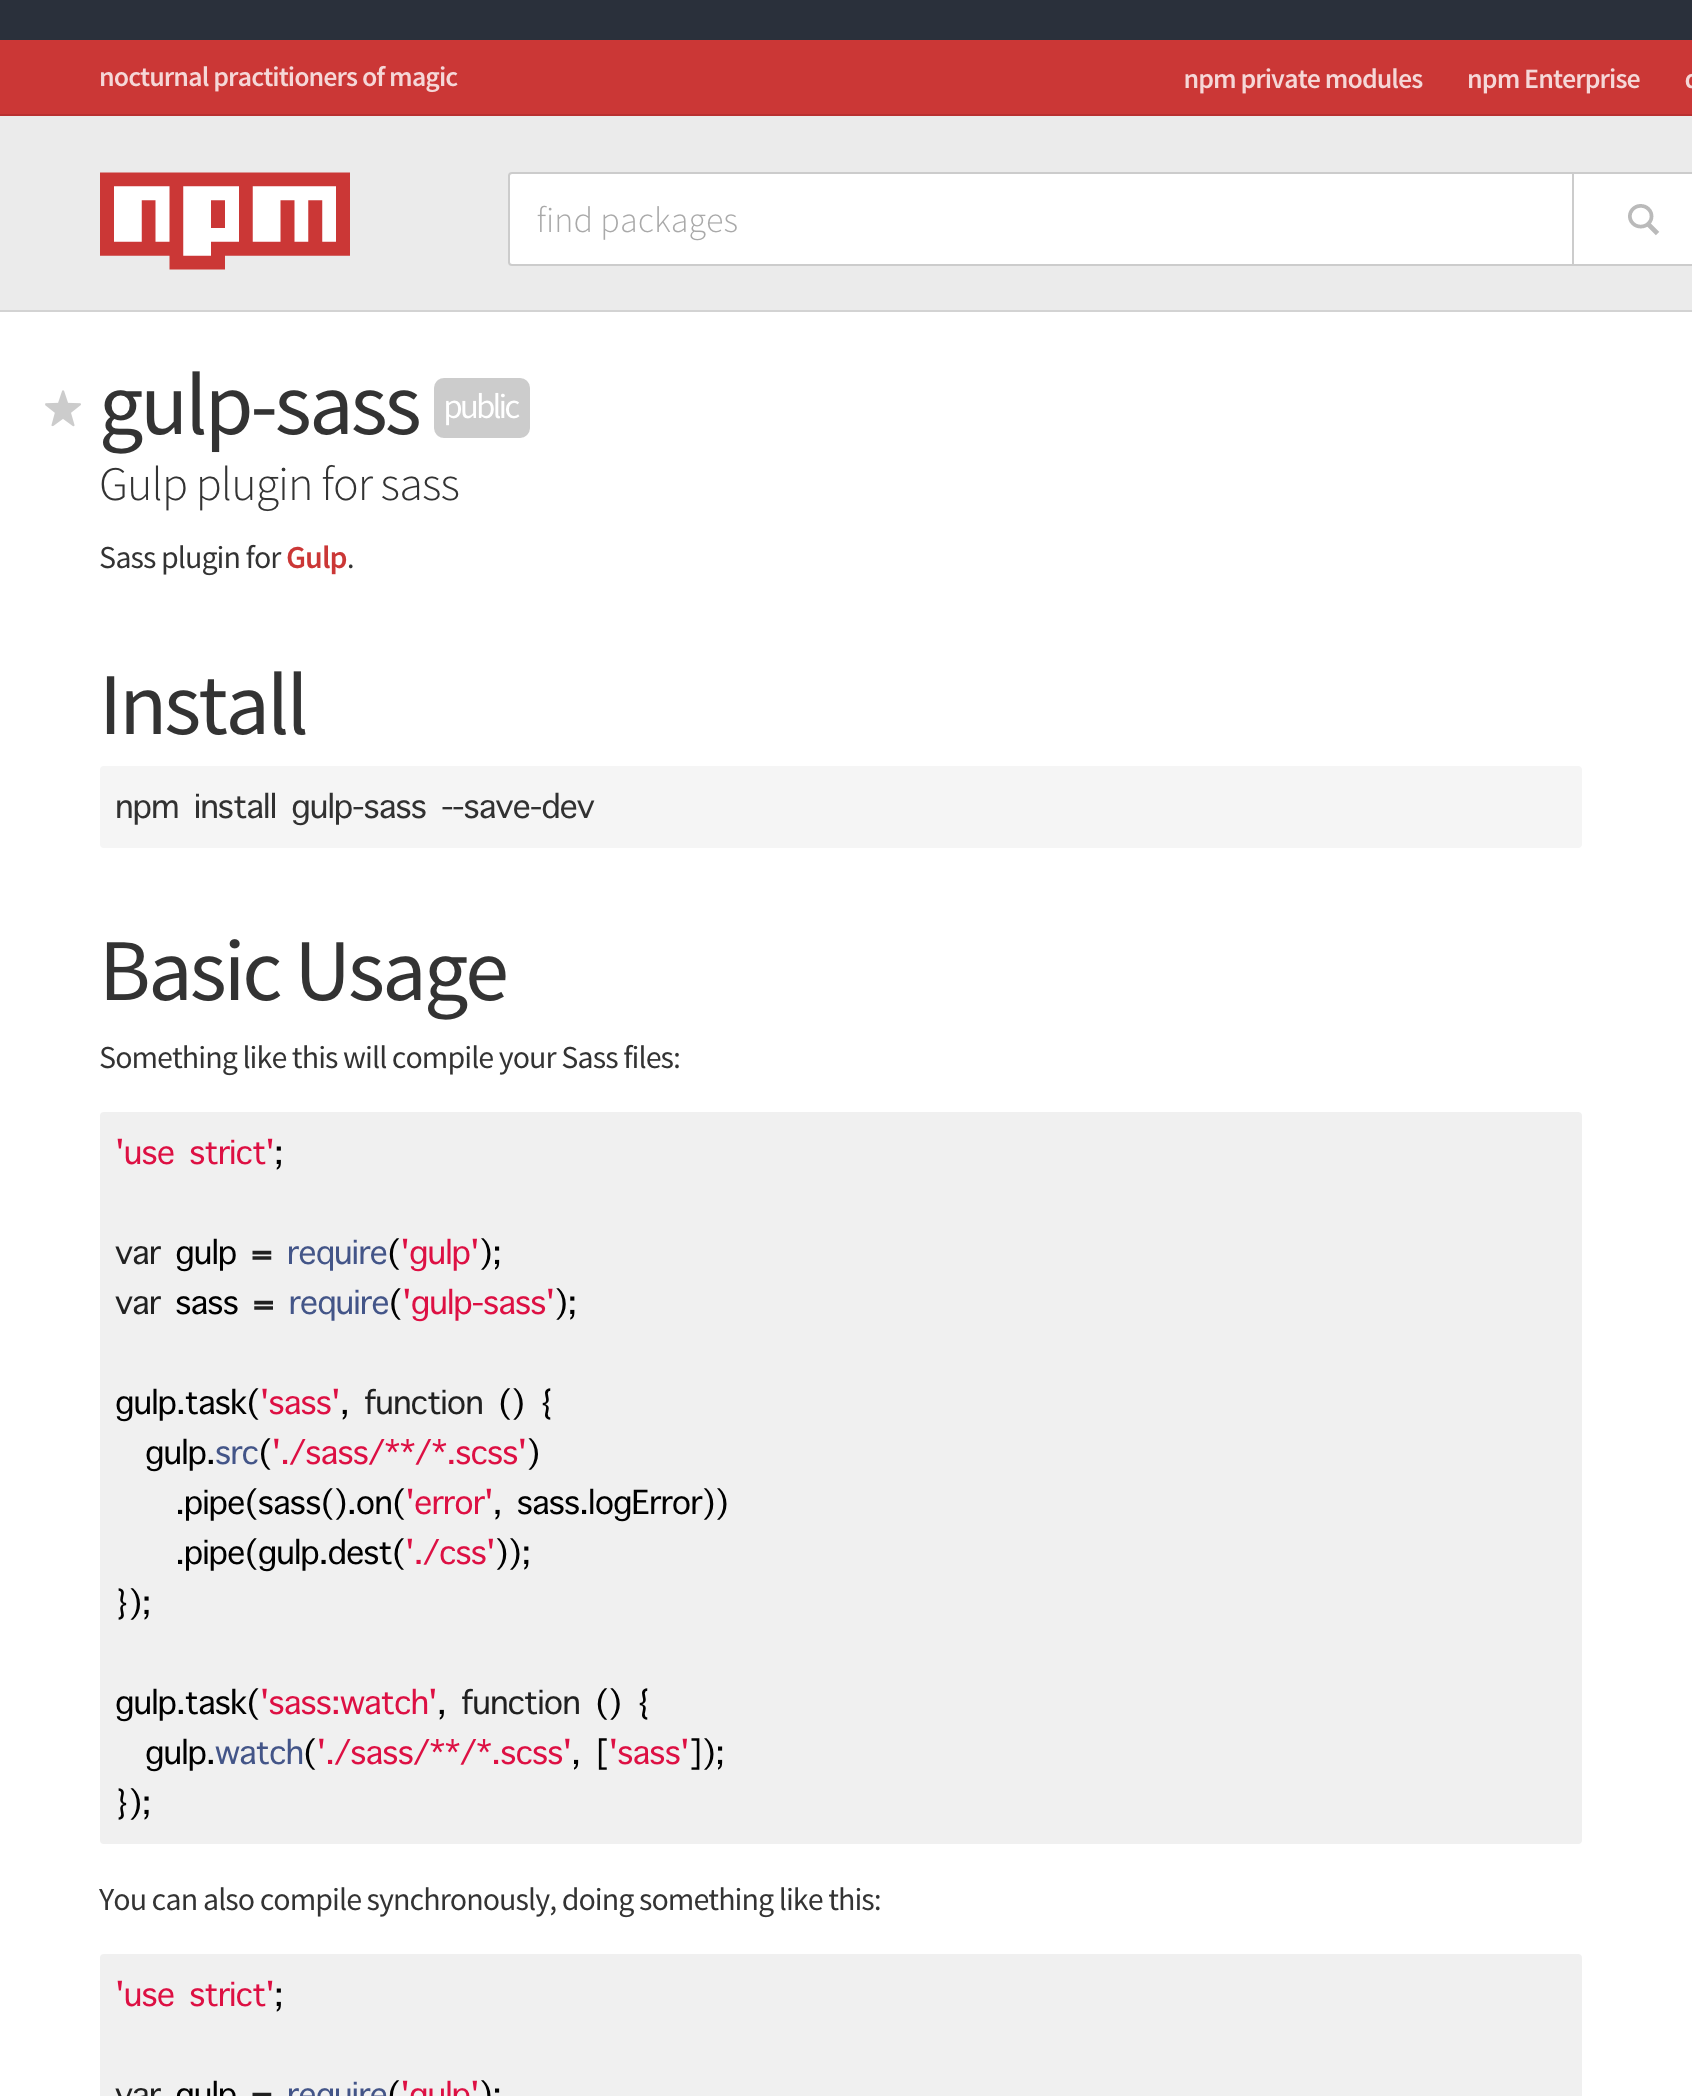 nocturnal practitioners of magic
npm private modules
npm Enterprise
npm
find packages
gulp-sass public
Gulp plugin for sass
Sass plugin for Gulp.
Install
npm install gulp-sass --save-dev
Basic Usage
Something like this will compile your Sass files:
'use strict';
var gulp = require('gulp');
var sass = require('gulp-sass');
gulp.task('sass', function () {
  gulp.src('./sass/**/*.scss')
    .pipe(sass().on('error', sass.logError))
    .pipe(gulp.dest('./css'));
});
gulp.task('sass:watch', function () {
  gulp.watch('./sass/**/*.scss', ['sass']);
});
You can also compile synchronously, doing something like this:
'use strict';
var gulp = require('gulp');